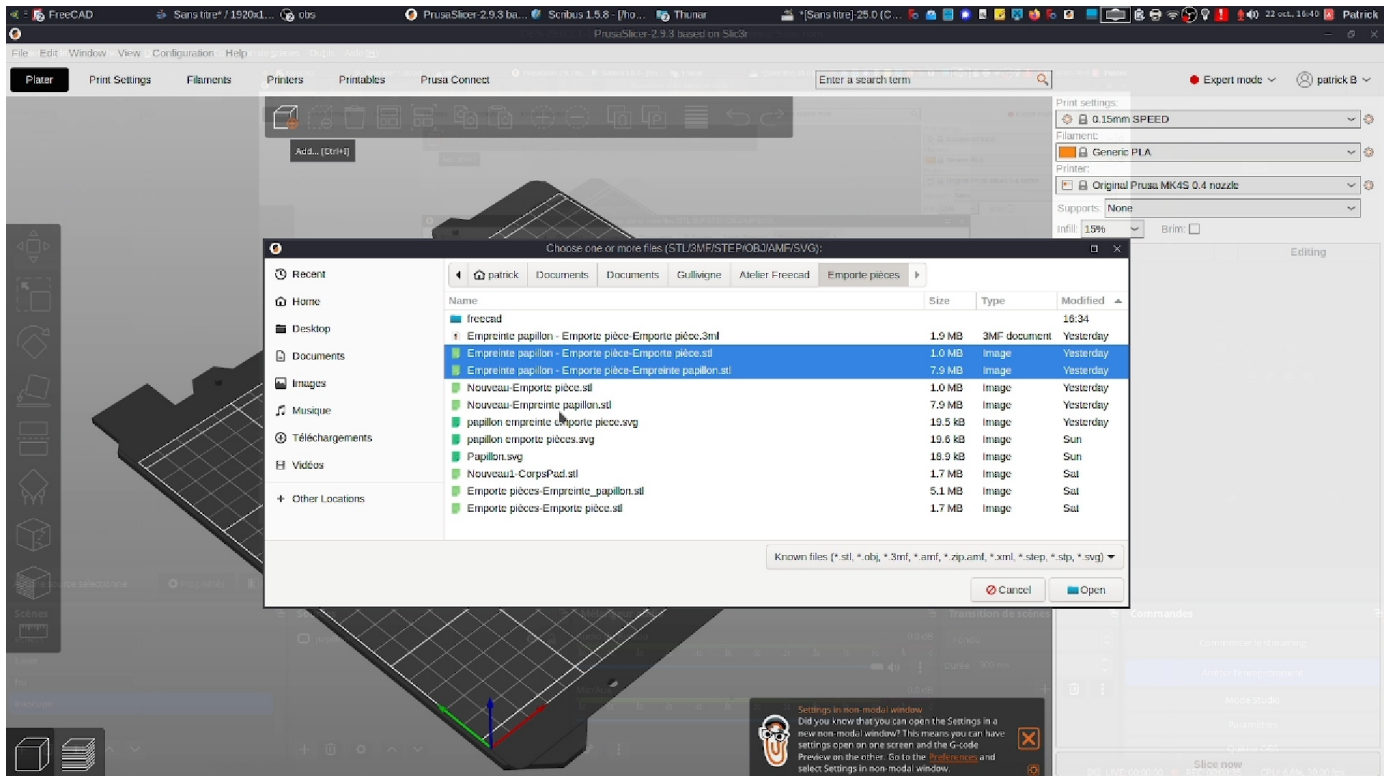 FreeCAD
Sans titre* / 1920x1...
obs
PrusaSlicer-2.9.3 ba...
Scribus 1.5.8 - [/ho...
Thunar
*[Sans titre]-25.0 (C...
22 oct., 16:40
Patrick
PrusaSlicer-2.9.3 based on Slic3r
File Edit Window View Configuration Help
Plater
Print Settings
Filaments
Printers
Printables
Prusa Connect
Enter a search term
Expert mode
patrick B
Add... [Ctrl+I]
Print settings:
0.15mm SPEED
Filament:
Generic PLA
Printer:
Original Prusa MK4S 0.4 nozzle
Supports: None
Infill: 15% Brim:
Editing
Choose one or more files (STL/3MF/STEP/OBJ/AMF/SVG):
Recent
Home
Desktop
Documents
Images
Musique
Téléchargements
Vidéos
+ Other Locations
patrick Documents Documents Gullivigne Atelier Freecad Emporte pièces
Name Size Type Modified
freecad 16:34
Empreinte papillon - Emporte pièce-Emporte pièce.3mf 1.9 MB 3MF document Yesterday
Empreinte papillon - Emporte pièce-Emporte pièce.stl 1.0 MB Image Yesterday
Empreinte papillon - Emporte pièce-Empreinte papillon.stl 7.9 MB Image Yesterday
Nouveau-Emporte pièce.stl 1.0 MB Image Yesterday
Nouveau-Empreinte papillon.stl 7.9 MB Image Yesterday
papillon empreinte emporte piece.svg 19.5 kB Image Yesterday
papillon emporte pièces.svg 19.6 kB Image Sun
Papillon.svg 18.9 kB Image Sun
Nouveau1-CorpsPad.stl 1.7 MB Image Sat
Emporte pièces-Empreinte_papillon.stl 5.1 MB Image Sat
Emporte pièces-Emporte pièce.stl 1.7 MB Image Sat
Known files (*.stl, *.obj, *.3mf, *.amf, *.zip.amf, *.xml, *.step, *.stp, *.svg)
Cancel
Open
Scènes
Transition de scènes
Commandes
Settings in non-modal window
Did you know that you can open the Settings in a
new non-modal window? This means you can have
settings open on one screen and the G-code
Preview on the other. Go to the Preferences and
select Settings in non-modal window.
Slice now